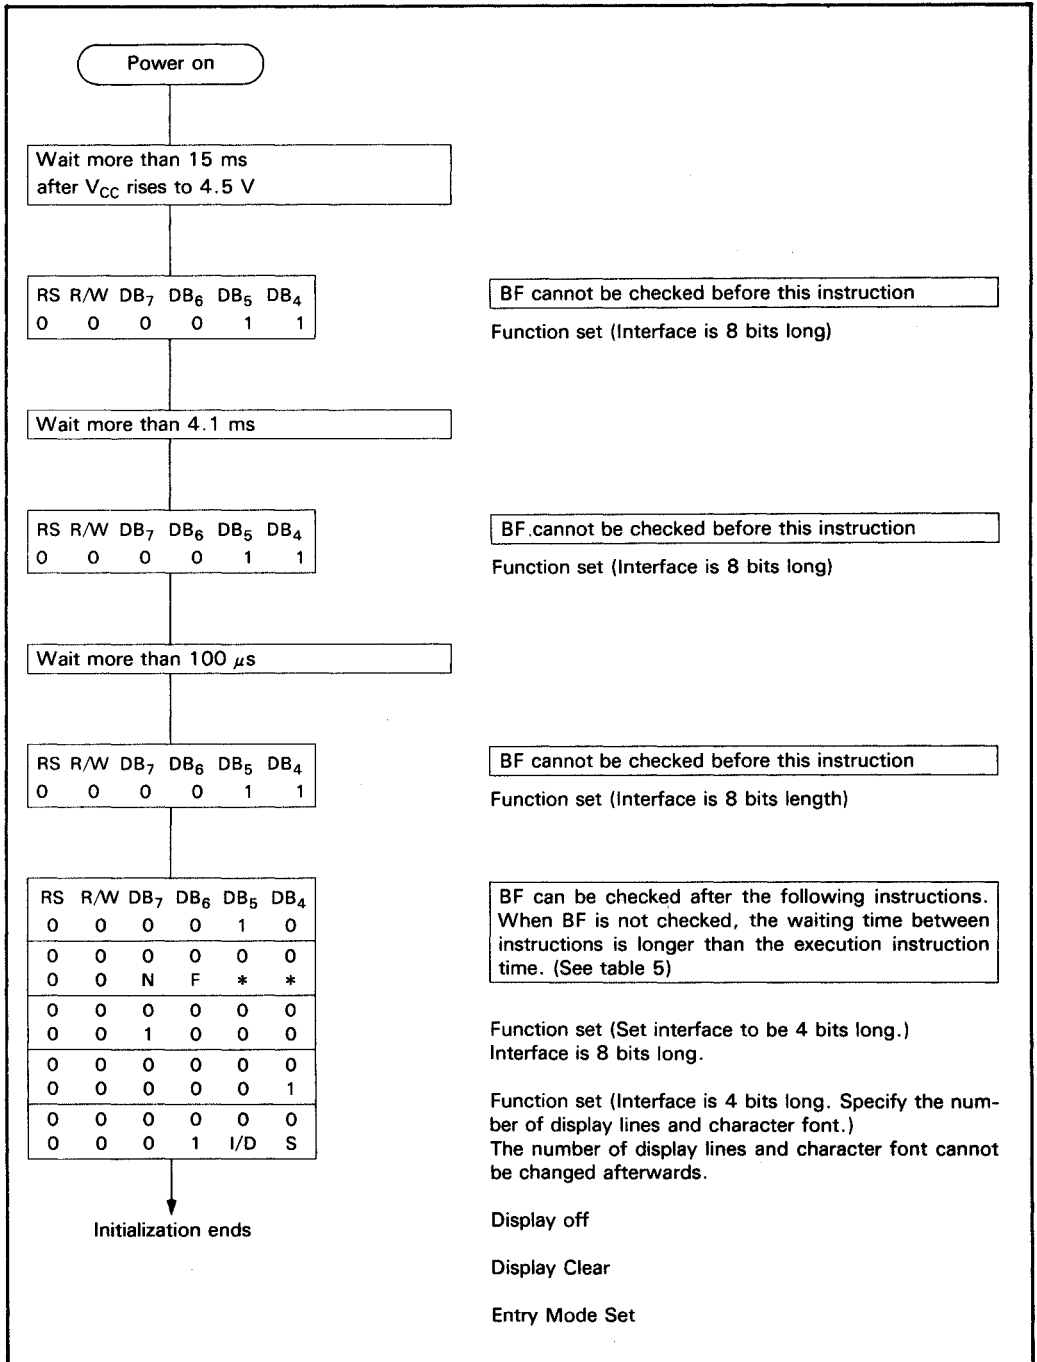 Power on
Wait more than 15 ms
after VCC rises to 4.5 V
RS R/W DB7 DB6 DB5 DB4
0 0 0 0 1 1
BF cannot be checked before this instruction
Function set (Interface is 8 bits long)
Wait more than 4.1 ms
RS R/W DB7 DB6 DB5 DB4
0 0 0 0 1 1
BF cannot be checked before this instruction
Function set (Interface is 8 bits long)
Wait more than 100 μs
RS R/W DB7 DB6 DB5 DB4
0 0 0 0 1 1
BF cannot be checked before this instruction
Function set (Interface is 8 bits length)
RS R/W DB7 DB6 DB5 DB4
0 0 0 0 1 0
0 0 0 0 0 0
0 0 N F * *
0 0 0 0 0 0
0 0 1 0 0 0
0 0 0 0 0 0
0 0 0 0 0 1
0 0 0 0 0 0
0 0 0 1 I/D S
Initialization ends
BF can be checked after the following instructions.
When BF is not checked, the waiting time between
instructions is longer than the execution instruction
time. (See table 5)
Function set (Set interface to be 4 bits long.)
Interface is 8 bits long.
Function set (Interface is 4 bits long. Specify the num-
ber of display lines and character font.)
The number of display lines and character font cannot
be changed afterwards.
Display off
Display Clear
Entry Mode Set